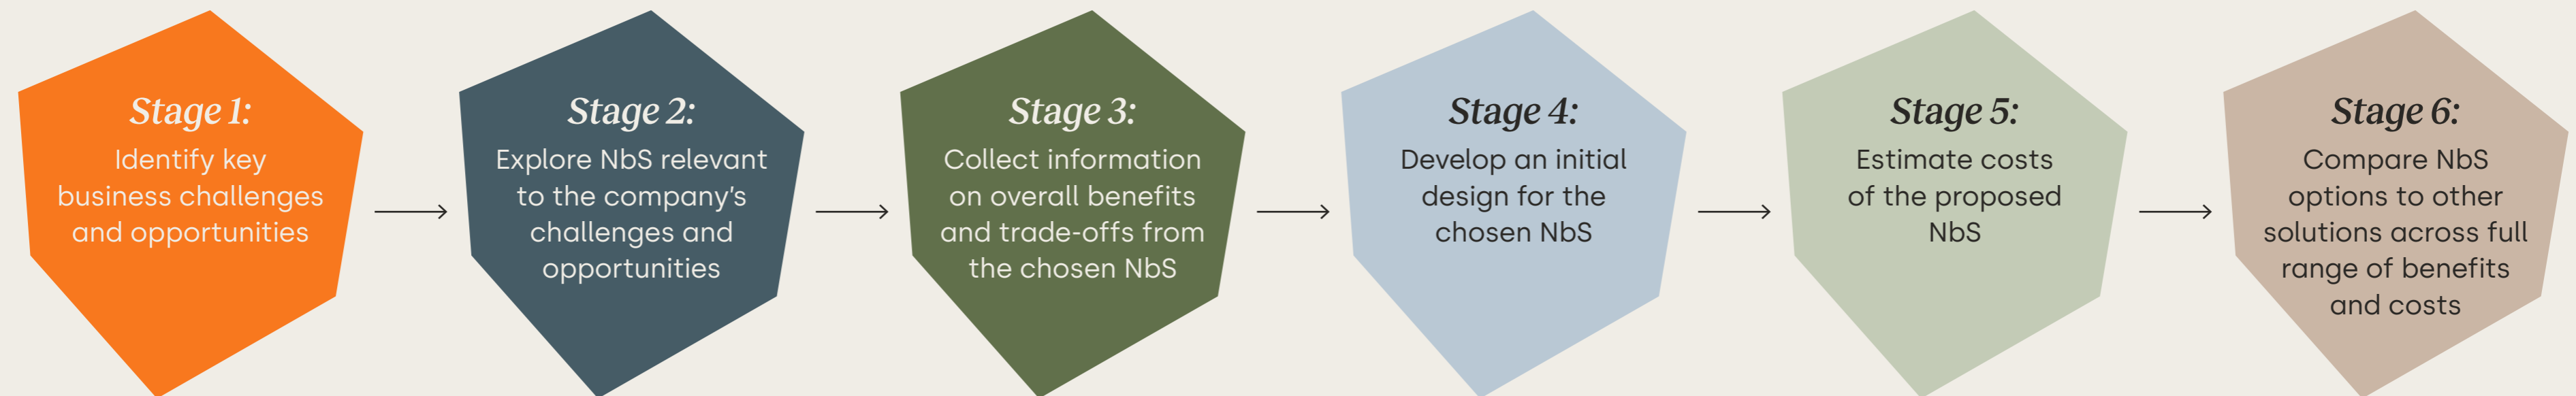 Stage 1:
Identify key
business challenges
and opportunities
Stage 2:
Explore NbS relevant
to the company’s
challenges and
opportunities
Stage 3:
Collect information
on overall benefits
and trade-offs from
the chosen NbS
Stage 4:
Develop an initial
design for the
chosen NbS
Stage 5:
Estimate costs
of the proposed
NbS
Stage 6:
Compare NbS
options to other
solutions across full
range of benefits
and costs